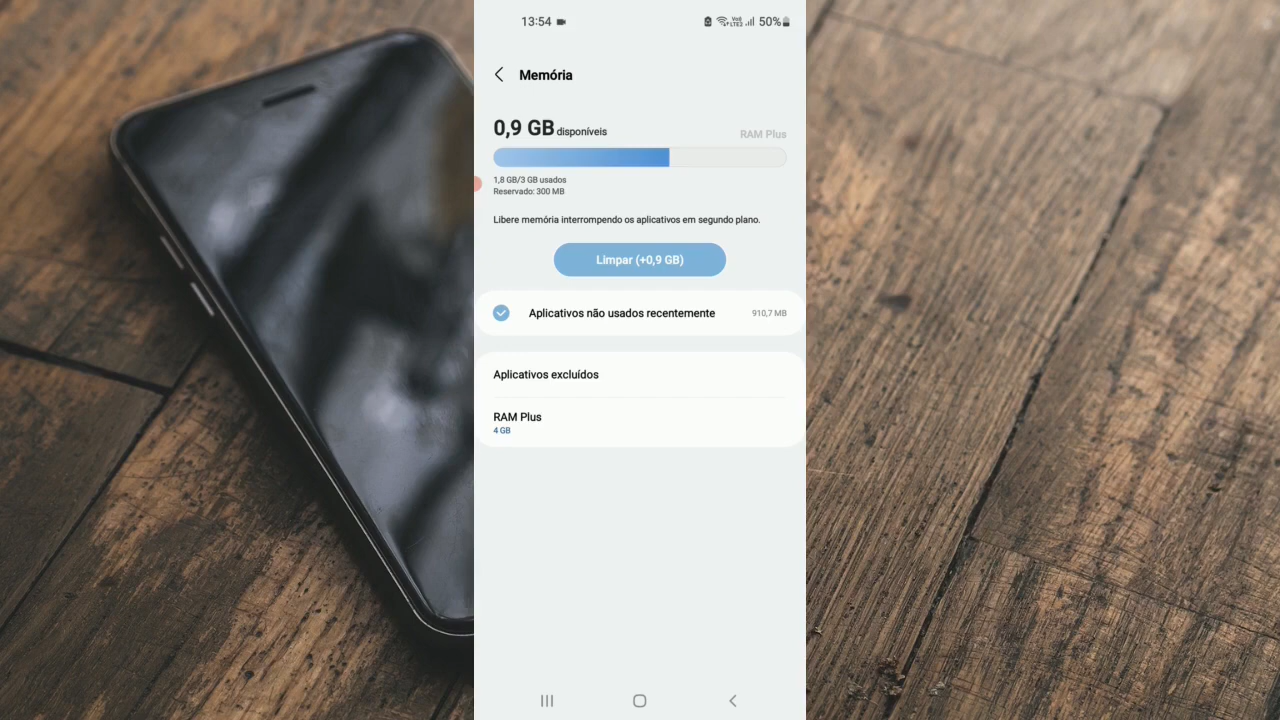 13:54
50%
Memória
0,9 GB disponíveis
RAM Plus
1,8 GB/3 GB usados
Reservado: 300 MB
Libere memória interrompendo os aplicativos em segundo plano.
Limpar (+0,9 GB)
Aplicativos não usados recentemente 910,7 MB
Aplicativos excluídos
RAM Plus
4 GB